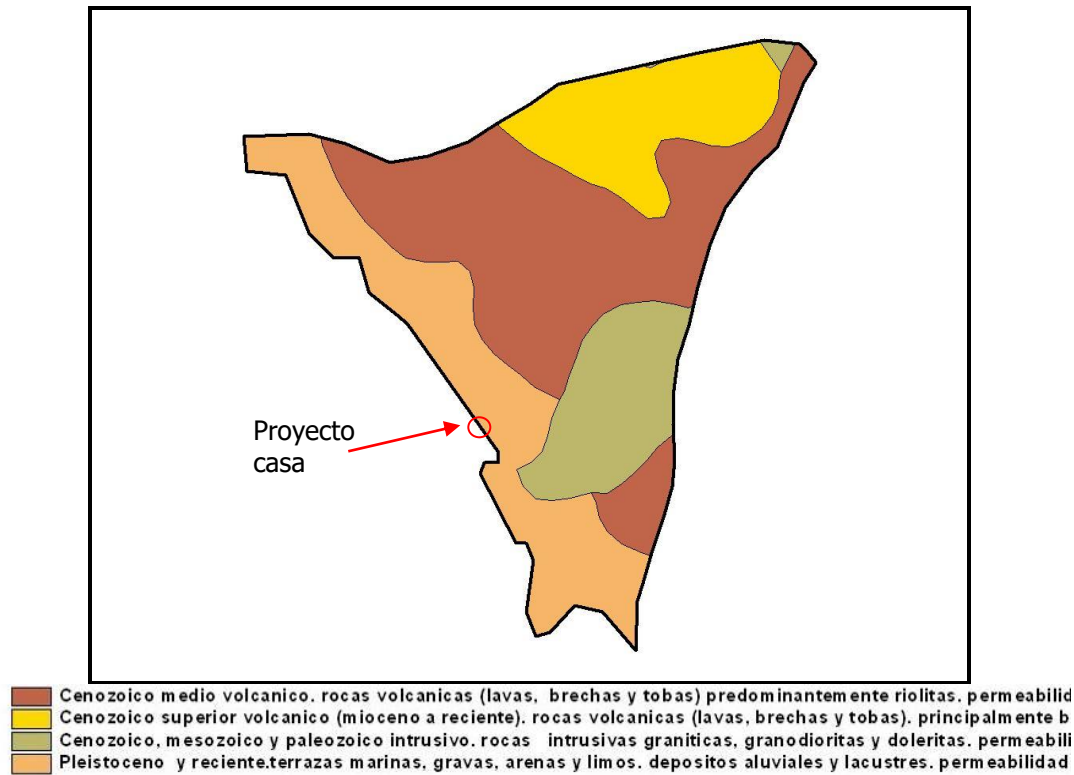 Proyecto
casa
Cenozoico medio volcanico. rocas volcanicas (lavas, brechas y tobas) predominantemente riolitas. permeabilid
Cenozoico superior volcanico (mioceno a reciente). rocas volcanicas (lavas, brechas y tobas). principalmente b
Cenozoico, mesozoico y paleozoico intrusivo. rocas intrusivas graniticas, granodioritas y doleritas. permeabili
Pleistoceno y reciente.terrazas marinas, gravas, arenas y limos. depositos aluviales y lacustres. permeabilidad